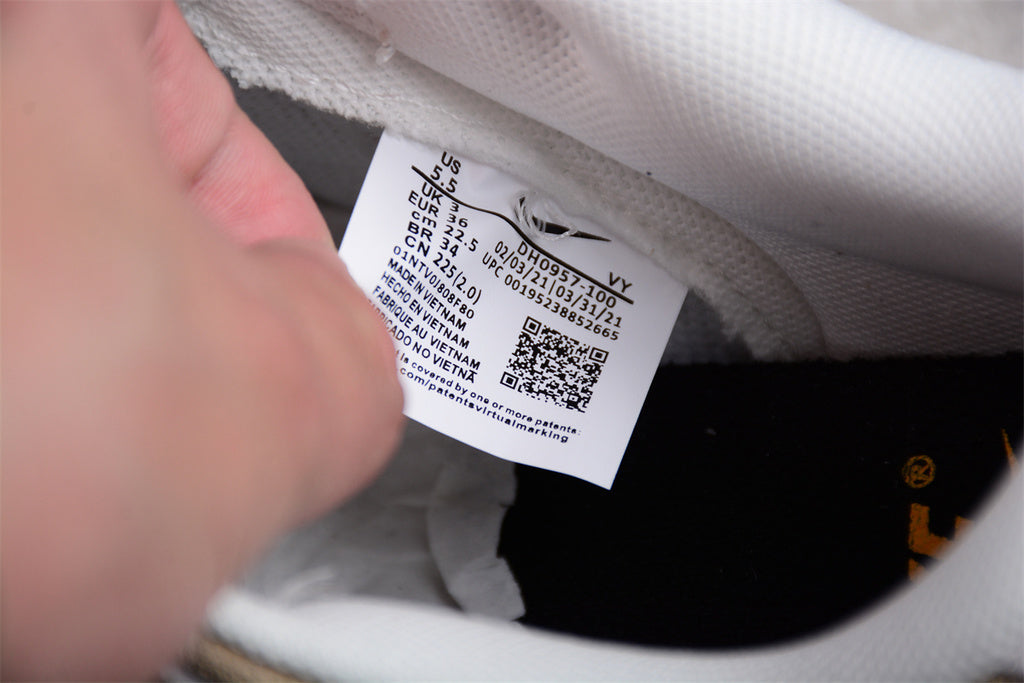 US
5.5
UK 3
EUR 36
cm 22.5
BR 34
CN 225(2.0)
VY
DH0957-100
02/03/21|03/31/21
UPC 00195238852665
01NTV0I808F80
MADE IN VIETNAM
HECHO EN VIETNAM
FABRIQUE AU VIETNAM
NO VIETNÃ
is covered by one or more patents:
.com/patentsvirtualmarking
®